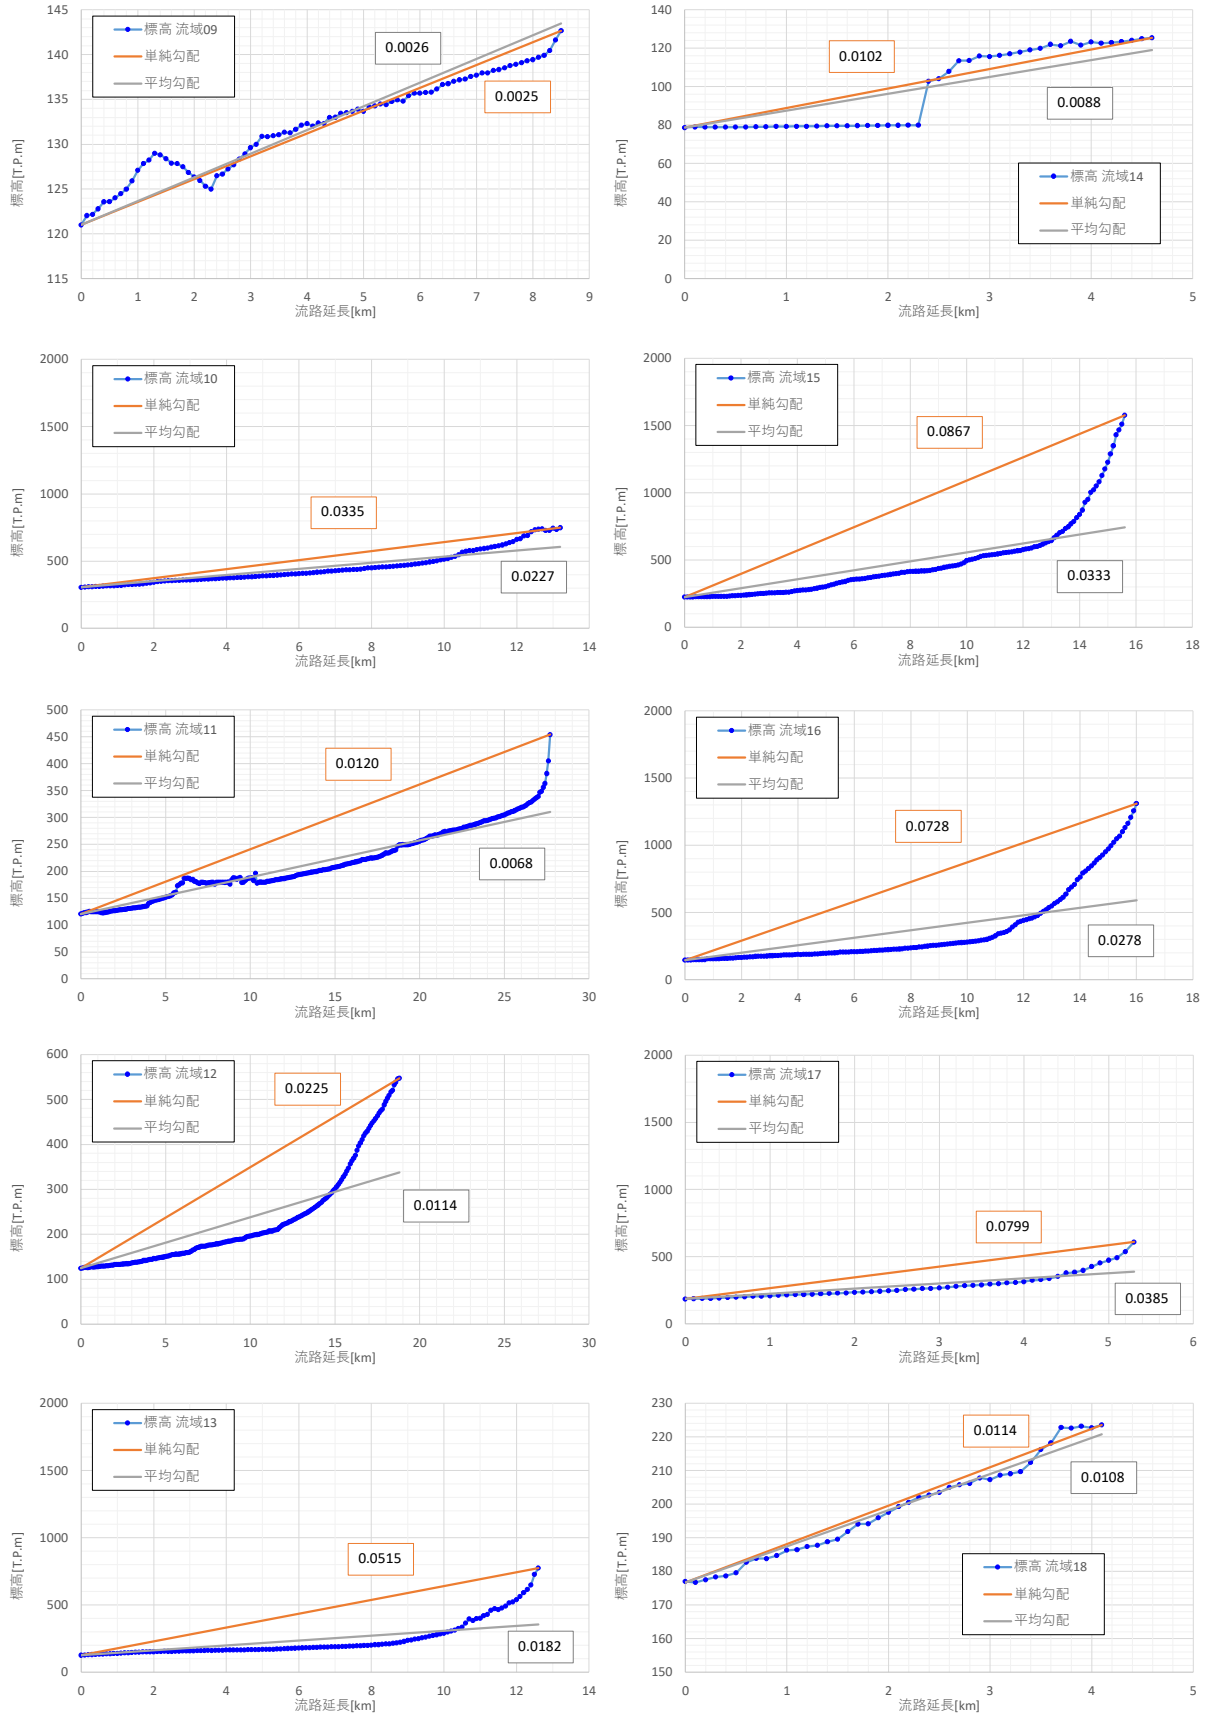 標高 流域09
単純勾配
平均勾配
0.0026
0.0025
標高[T.P.m]
145
140
135
130
125
120
115
0 1 2 3 4 5 6 7 8 9
流路延長[km]
標高 流域14
単純勾配
平均勾配
0.0102
0.0088
標高[T.P.m]
140
120
100
80
60
40
20
0
0 1 2 3 4 5
流路延長[km]
標高 流域10
単純勾配
平均勾配
0.0335
0.0227
標高[T.P.m]
2000
1500
1000
500
0
0 2 4 6 8 10 12 14
流路延長[km]
標高 流域15
単純勾配
平均勾配
0.0867
0.0333
標高[T.P.m]
2000
1500
1000
500
0
0 2 4 6 8 10 12 14 16 18
流路延長[km]
標高 流域11
単純勾配
平均勾配
0.0120
0.0068
標高[T.P.m]
500
450
400
350
300
250
200
150
100
50
0
0 5 10 15 20 25 30
流路延長[km]
標高 流域16
単純勾配
平均勾配
0.0728
0.0278
標高[T.P.m]
2000
1500
1000
500
0
0 2 4 6 8 10 12 14 16 18
流路延長[km]
標高 流域12
単純勾配
平均勾配
0.0225
0.0114
標高[T.P.m]
600
500
400
300
200
100
0
0 5 10 15 20 25 30
流路延長[km]
標高 流域17
単純勾配
平均勾配
0.0799
0.0385
標高[T.P.m]
2000
1500
1000
500
0
0 1 2 3 4 5 6
流路延長[km]
標高 流域13
単純勾配
平均勾配
0.0515
0.0182
標高[T.P.m]
2000
1500
1000
500
0
0 2 4 6 8 10 12 14
流路延長[km]
標高 流域18
単純勾配
平均勾配
0.0114
0.0108
標高[T.P.m]
230
220
210
200
190
180
170
160
150
0 1 2 3 4 5
流路延長[km]